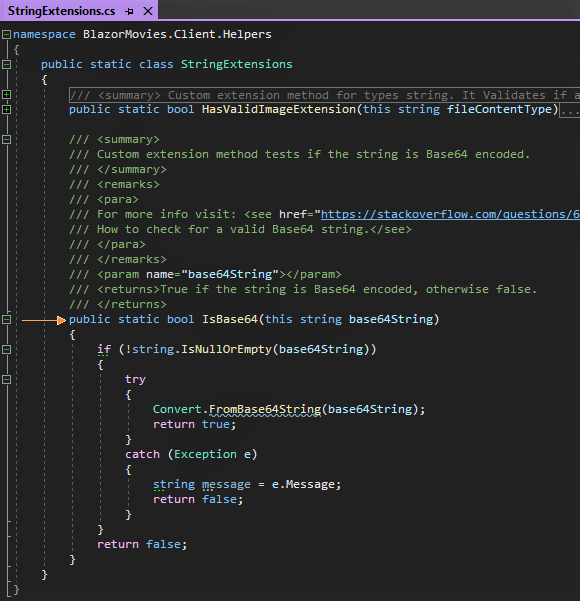 StringExtensions.cs
namespace BlazorMovies.Client.Helpers
{
public static class StringExtensions
{
/// <summary> Custom extension method for types string. It Validates if a
public static bool HasValidImageExtension(this string fileContentType)...
/// <summary>
/// Custom extension method tests if the string is Base64 encoded.
/// </summary>
/// <remarks>
/// <para>
/// For more info visit: <see href="https://stackoverflow.com/questions/6
/// How to check for a valid Base64 string.</see>
/// </para>
/// </remarks>
/// <param name="base64String"></param>
/// <returns>True if the string is Base64 encoded, otherwise false.
/// </returns>
public static bool IsBase64(this string base64String)
{
if (!string.IsNullOrEmpty(base64String))
{
try
{
Convert.FromBase64String(base64String);
return true;
}
catch (Exception e)
{
string message = e.Message;
return false;
}
}
return false;
}
}
}